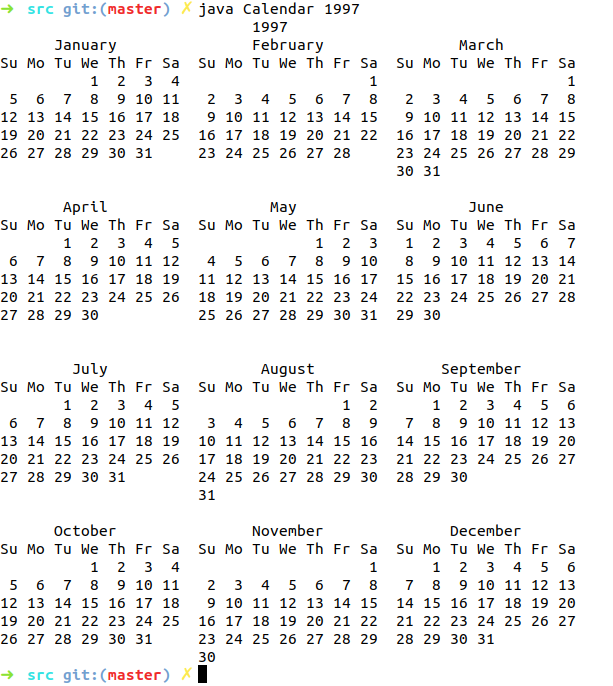 ➜  src git:(master) ✗ java Calendar 1997
                            1997
      January               February               March
Su Mo Tu We Th Fr Sa  Su Mo Tu We Th Fr Sa  Su Mo Tu We Th Fr Sa
          1  2  3  4                     1                     1
 5  6  7  8  9 10 11   2  3  4  5  6  7  8   2  3  4  5  6  7  8
12 13 14 15 16 17 18   9 10 11 12 13 14 15   9 10 11 12 13 14 15
19 20 21 22 23 24 25  16 17 18 19 20 21 22  16 17 18 19 20 21 22
26 27 28 29 30 31     23 24 25 26 27 28     23 24 25 26 27 28 29
                                            30 31
       April                  May                   June
Su Mo Tu We Th Fr Sa  Su Mo Tu We Th Fr Sa  Su Mo Tu We Th Fr Sa
       1  2  3  4  5               1  2  3   1  2  3  4  5  6  7
 6  7  8  9 10 11 12   4  5  6  7  8  9 10   8  9 10 11 12 13 14
13 14 15 16 17 18 19  11 12 13 14 15 16 17  15 16 17 18 19 20 21
20 21 22 23 24 25 26  18 19 20 21 22 23 24  22 23 24 25 26 27 28
27 28 29 30           25 26 27 28 29 30 31  29 30
        July                 August              September
Su Mo Tu We Th Fr Sa  Su Mo Tu We Th Fr Sa  Su Mo Tu We Th Fr Sa
       1  2  3  4  5                  1  2      1  2  3  4  5  6
 6  7  8  9 10 11 12   3  4  5  6  7  8  9   7  8  9 10 11 12 13
13 14 15 16 17 18 19  10 11 12 13 14 15 16  14 15 16 17 18 19 20
20 21 22 23 24 25 26  17 18 19 20 21 22 23  21 22 23 24 25 26 27
27 28 29 30 31        24 25 26 27 28 29 30  28 29 30
                      31
      October               November              December
Su Mo Tu We Th Fr Sa  Su Mo Tu We Th Fr Sa  Su Mo Tu We Th Fr Sa
          1  2  3  4                     1      1  2  3  4  5  6
 5  6  7  8  9 10 11   2  3  4  5  6  7  8   7  8  9 10 11 12 13
12 13 14 15 16 17 18   9 10 11 12 13 14 15  14 15 16 17 18 19 20
19 20 21 22 23 24 25  16 17 18 19 20 21 22  21 22 23 24 25 26 27
26 27 28 29 30 31     23 24 25 26 27 28 29  28 29 30 31
                      30
➜  src git:(master) ✗